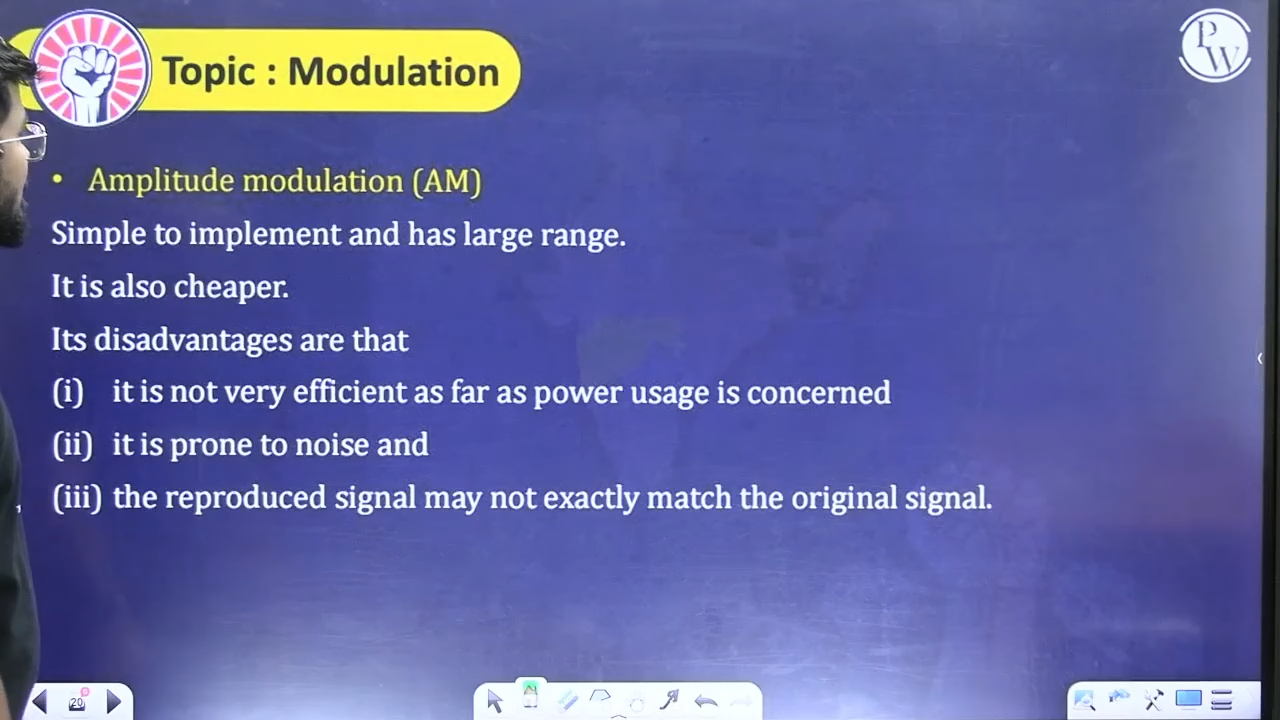 Topic : Modulation
PW
• Amplitude modulation (AM)
Simple to implement and has large range.
It is also cheaper.
Its disadvantages are that
(i) it is not very efficient as far as power usage is concerned
(ii) it is prone to noise and
(iii) the reproduced signal may not exactly match the original signal.
20